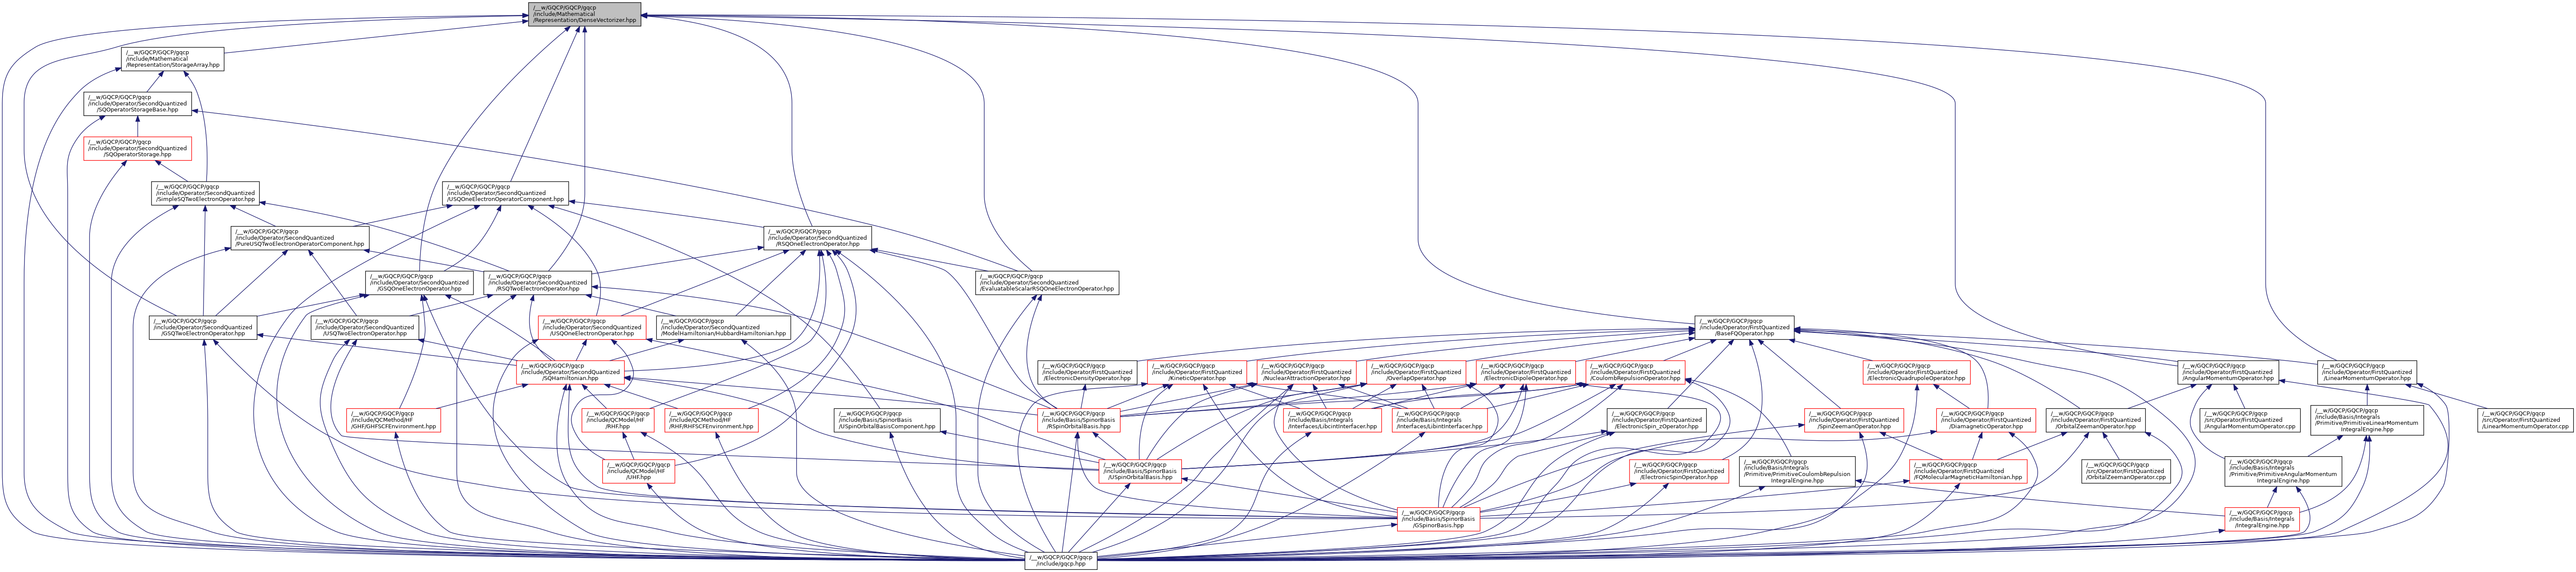 /__w/GQCP/GQCP/gqcp
/include/Mathematical
/Representation/DenseVectorizer.hpp
/__w/GQCP/GQCP/gqcp
/include/Mathematical
/Representation/StorageArray.hpp
/__w/GQCP/GQCP/gqcp
/include/Operator/SecondQuantized
/SQOperatorStorageBase.hpp
/__w/GQCP/GQCP/gqcp
/include/Operator/SecondQuantized
/SQOperatorStorage.hpp
/__w/GQCP/GQCP/gqcp
/include/Operator/SecondQuantized
/SimpleSQTwoElectronOperator.hpp
/__w/GQCP/GQCP/gqcp
/include/Operator/SecondQuantized
/USQOneElectronOperatorComponent.hpp
/__w/GQCP/GQCP/gqcp
/include/Operator/SecondQuantized
/PureUSQTwoElectronOperatorComponent.hpp
/__w/GQCP/GQCP/gqcp
/include/Operator/SecondQuantized
/RSQOneElectronOperator.hpp
/__w/GQCP/GQCP/gqcp
/include/Operator/SecondQuantized
/GSQOneElectronOperator.hpp
/__w/GQCP/GQCP/gqcp
/include/Operator/SecondQuantized
/RSQTwoElectronOperator.hpp
/__w/GQCP/GQCP/gqcp
/include/Operator/SecondQuantized
/EvaluatableScalarRSQOneElectronOperator.hpp
/__w/GQCP/GQCP/gqcp
/include/Operator/SecondQuantized
/GSQTwoElectronOperator.hpp
/__w/GQCP/GQCP/gqcp
/include/Operator/SecondQuantized
/USQTwoElectronOperator.hpp
/__w/GQCP/GQCP/gqcp
/include/Operator/SecondQuantized
/USQOneElectronOperator.hpp
/__w/GQCP/GQCP/gqcp
/include/Operator/SecondQuantized
/ModelHamiltonian/HubbardHamiltonian.hpp
/__w/GQCP/GQCP/gqcp
/include/Operator/FirstQuantized
/BaseFQOperator.hpp
/__w/GQCP/GQCP/gqcp
/include/Operator/SecondQuantized
/SQHamiltonian.hpp
/__w/GQCP/GQCP/gqcp
/include/Operator/FirstQuantized
/ElectronicDensityOperator.hpp
/__w/GQCP/GQCP/gqcp
/include/Operator/FirstQuantized
/KineticOperator.hpp
/__w/GQCP/GQCP/gqcp
/include/Operator/FirstQuantized
/NuclearAttractionOperator.hpp
/__w/GQCP/GQCP/gqcp
/include/Operator/FirstQuantized
/OverlapOperator.hpp
/__w/GQCP/GQCP/gqcp
/include/Operator/FirstQuantized
/ElectronicDipoleOperator.hpp
/__w/GQCP/GQCP/gqcp
/include/Operator/FirstQuantized
/CoulombRepulsionOperator.hpp
/__w/GQCP/GQCP/gqcp
/include/Operator/FirstQuantized
/ElectronicQuadrupoleOperator.hpp
/__w/GQCP/GQCP/gqcp
/include/Operator/FirstQuantized
/AngularMomentumOperator.hpp
/__w/GQCP/GQCP/gqcp
/include/Operator/FirstQuantized
/LinearMomentumOperator.hpp
/__w/GQCP/GQCP/gqcp
/include/QCMethod/HF
/GHF/GHFSCFEnvironment.hpp
/__w/GQCP/GQCP/gqcp
/include/QCModel/HF
/RHF.hpp
/__w/GQCP/GQCP/gqcp
/include/QCMethod/HF
/RHF/RHFSCFEnvironment.hpp
/__w/GQCP/GQCP/gqcp
/include/Basis/SpinorBasis
/USpinOrbitalBasisComponent.hpp
/__w/GQCP/GQCP/gqcp
/include/Basis/SpinorBasis
/RSpinOrbitalBasis.hpp
/__w/GQCP/GQCP/gqcp
/include/Basis/Integrals
/Interfaces/LibcintInterfacer.hpp
/__w/GQCP/GQCP/gqcp
/include/Basis/Integrals
/Interfaces/LibintInterfacer.hpp
/__w/GQCP/GQCP/gqcp
/include/Operator/FirstQuantized
/ElectronicSpin_zOperator.hpp
/__w/GQCP/GQCP/gqcp
/include/Operator/FirstQuantized
/SpinZeemanOperator.hpp
/__w/GQCP/GQCP/gqcp
/include/Operator/FirstQuantized
/DiamagneticOperator.hpp
/__w/GQCP/GQCP/gqcp
/include/Operator/FirstQuantized
/OrbitalZeemanOperator.hpp
/__w/GQCP/GQCP/gqcp
/src/Operator/FirstQuantized
/AngularMomentumOperator.cpp
/__w/GQCP/GQCP/gqcp
/include/Basis/Integrals
/Primitive/PrimitiveLinearMomentum
IntegralEngine.hpp
/__w/GQCP/GQCP/gqcp
/src/Operator/FirstQuantized
/LinearMomentumOperator.cpp
/__w/GQCP/GQCP/gqcp
/include/QCModel/HF
/UHF.hpp
/__w/GQCP/GQCP/gqcp
/include/Basis/SpinorBasis
/USpinOrbitalBasis.hpp
/__w/GQCP/GQCP/gqcp
/include/Operator/FirstQuantized
/ElectronicSpinOperator.hpp
/__w/GQCP/GQCP/gqcp
/include/Basis/Integrals
/Primitive/PrimitiveCoulombRepulsion
IntegralEngine.hpp
/__w/GQCP/GQCP/gqcp
/include/Operator/FirstQuantized
/FQMolecularMagneticHamiltonian.hpp
/__w/GQCP/GQCP/gqcp
/src/Operator/FirstQuantized
/OrbitalZeemanOperator.cpp
/__w/GQCP/GQCP/gqcp
/include/Basis/Integrals
/Primitive/PrimitiveAngularMomentum
IntegralEngine.hpp
/__w/GQCP/GQCP/gqcp
/include/Basis/SpinorBasis
/GSpinorBasis.hpp
/__w/GQCP/GQCP/gqcp
/include/Basis/Integrals
/IntegralEngine.hpp
/__w/GQCP/GQCP/gqcp
/include/gqcp.hpp